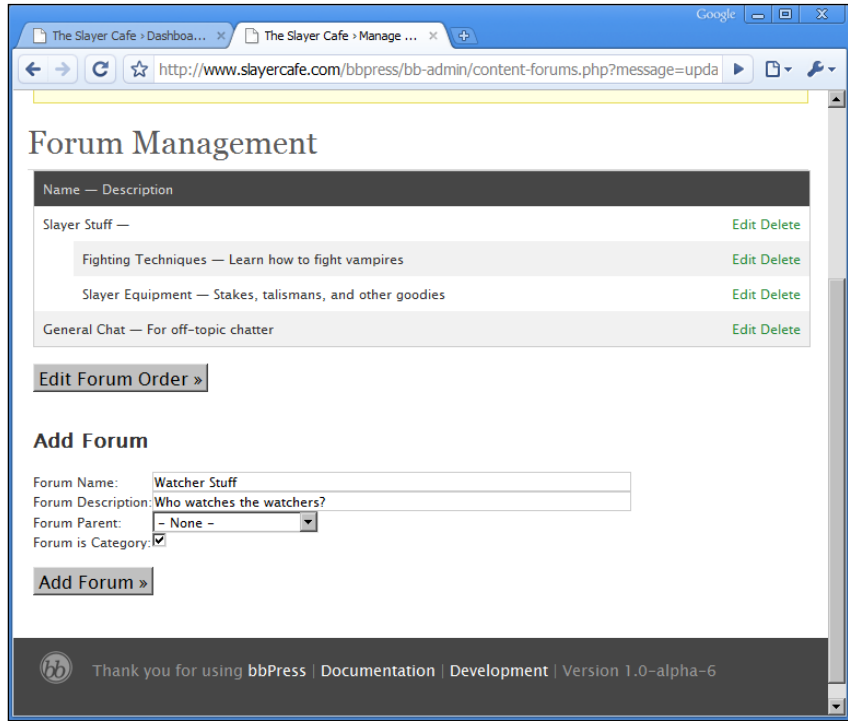 Google
The Slayer Cafe › Dashboa...
The Slayer Cafe › Manage ...
http://www.slayercafe.com/bbpress/bb-admin/content-forums.php?message=upda
Forum Management
Name — Description
Slayer Stuff — Edit Delete
Fighting Techniques — Learn how to fight vampires Edit Delete
Slayer Equipment — Stakes, talismans, and other goodies Edit Delete
General Chat — For off-topic chatter Edit Delete
Edit Forum Order »
Add Forum
Forum Name: Watcher Stuff
Forum Description: Who watches the watchers?
Forum Parent: - None -
Forum is Category:
Add Forum »
bb Thank you for using bbPress | Documentation | Development | Version 1.0-alpha-6